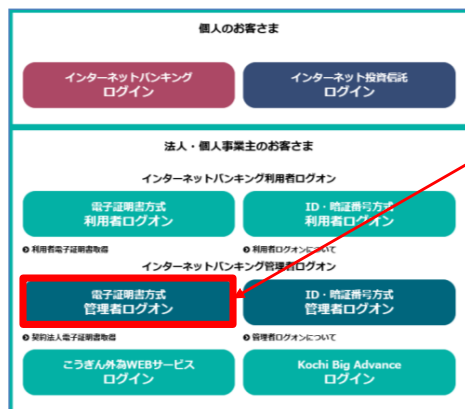 個人のお客さま
インターネットバンキング
ログイン
インターネット投資信託
ログイン
法人・個人事業主のお客さま
インターネットバンキング利用者ログオン
電子証明書方式
利用者ログオン
ID・暗証番号方式
利用者ログオン
利用者電子証明書取得
利用者ログオンについて
インターネットバンキング管理者ログオン
電子証明書方式
管理者ログオン
ID・暗証番号方式
管理者ログオン
契約法人電子証明書取得
管理者ログオンについて
こうぎん外為WEBサービス
ログイン
Kochi Big Advance
ログイン